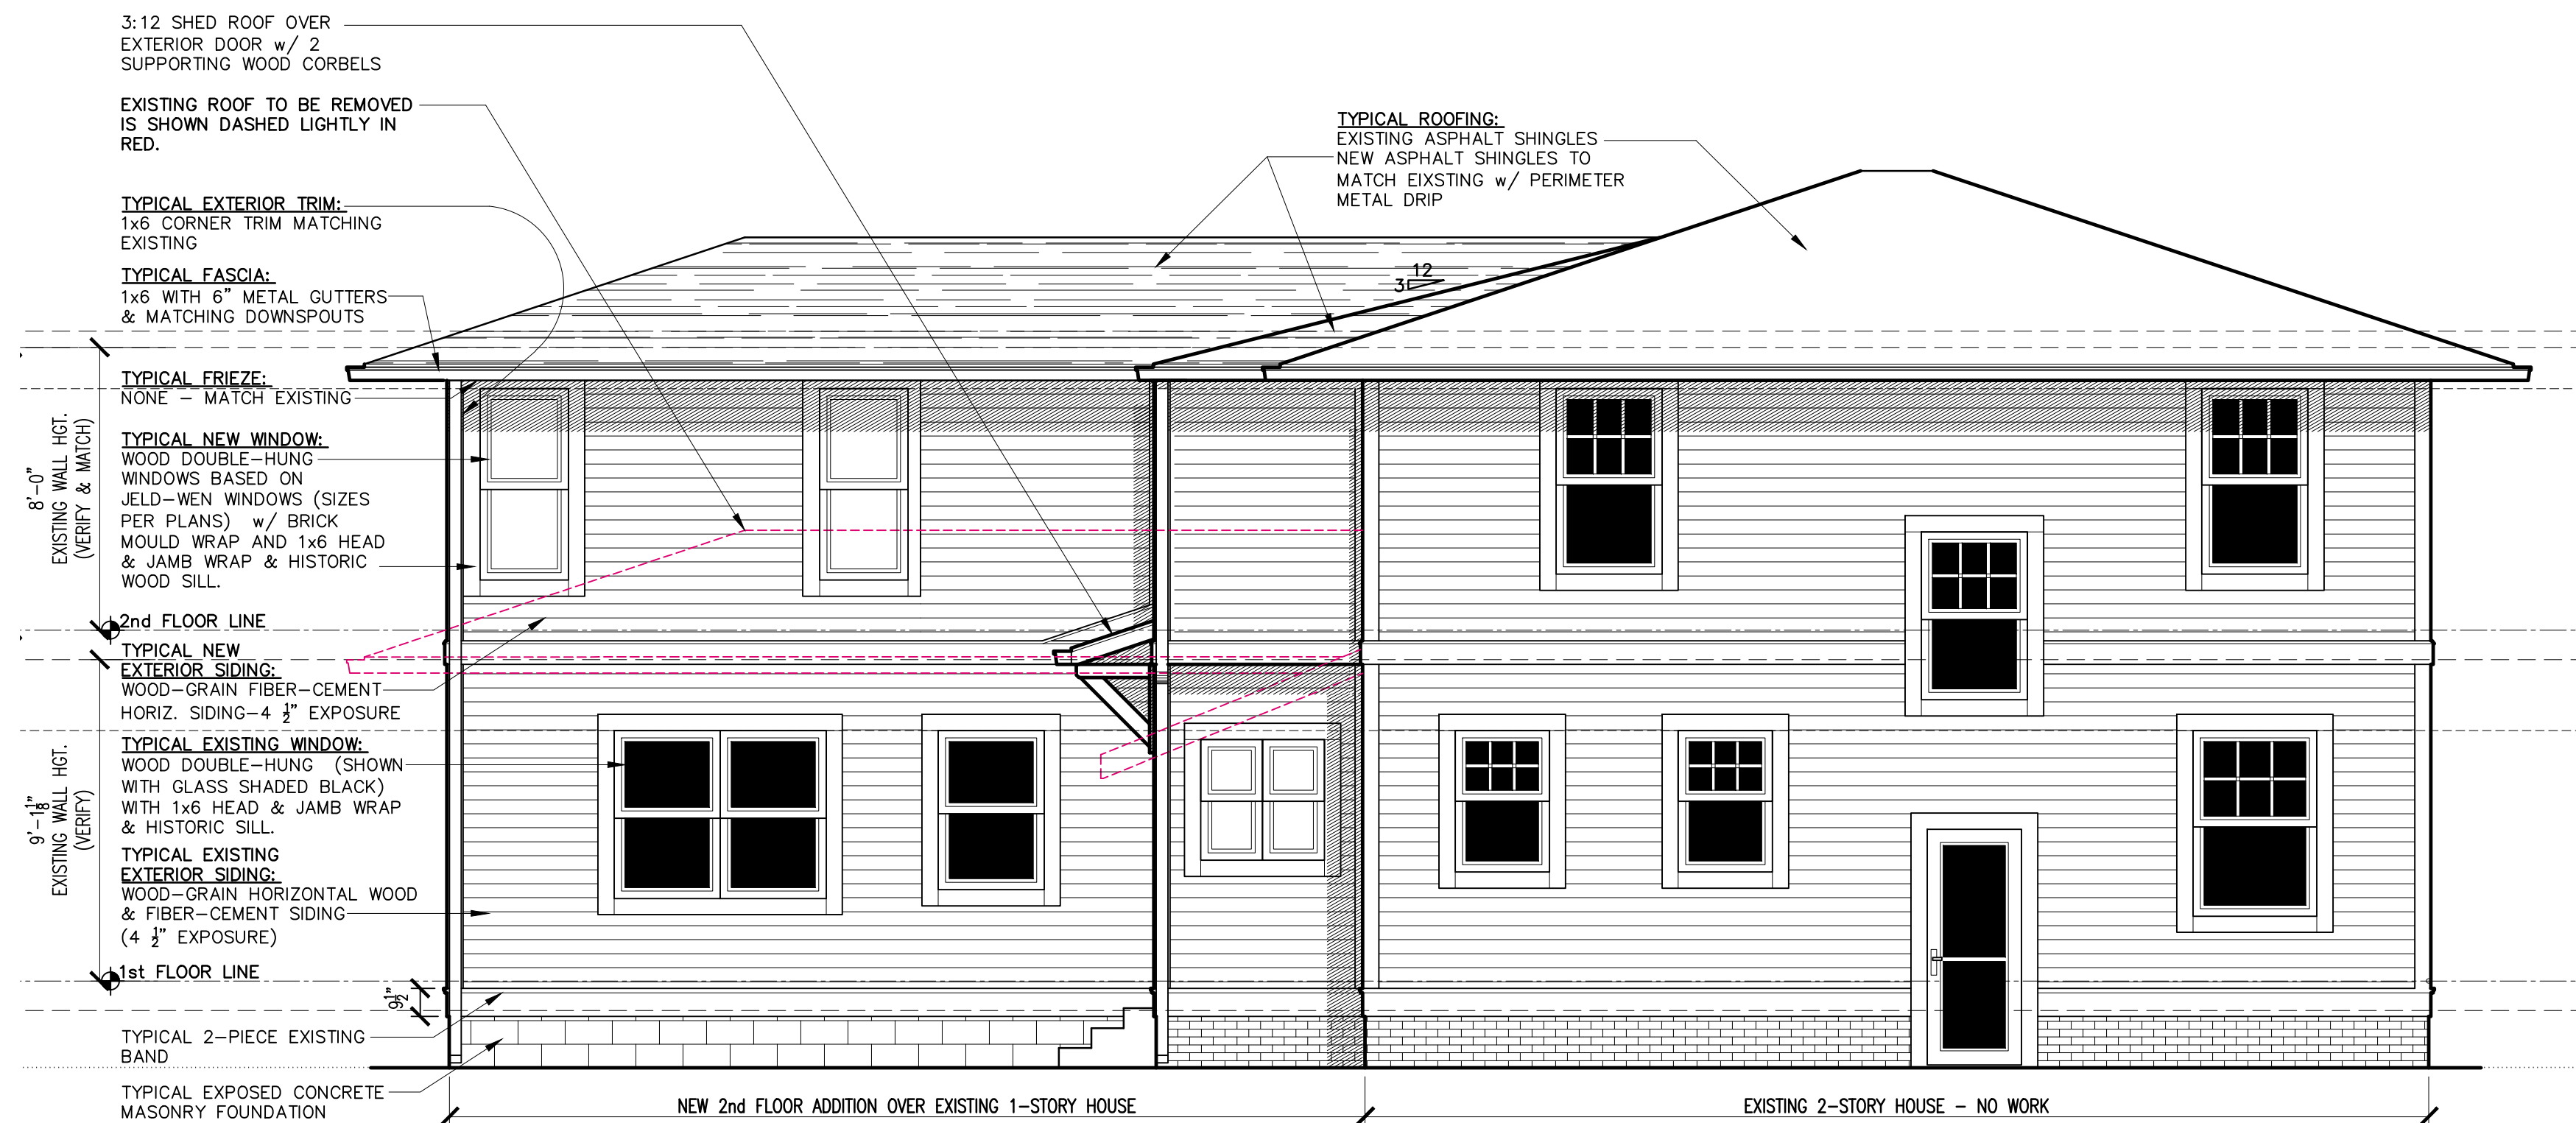 3:12 SHED ROOF OVER
EXTERIOR DOOR w/ 2
SUPPORTING WOOD CORBELS
EXISTING ROOF TO BE REMOVED
IS SHOWN DASHED LIGHTLY IN
RED.
TYPICAL EXTERIOR TRIM:
1x6 CORNER TRIM MATCHING
EXISTING
TYPICAL FASCIA:
1x6 WITH 6" METAL GUTTERS
& MATCHING DOWNSPOUTS
TYPICAL FRIEZE:
NONE – MATCH EXISTING
TYPICAL NEW WINDOW:
WOOD DOUBLE–HUNG
WINDOWS BASED ON
JELD–WEN WINDOWS (SIZES
PER PLANS) w/ BRICK
MOULD WRAP AND 1x6 HEAD
& JAMB WRAP & HISTORIC
WOOD SILL.
2nd FLOOR LINE
TYPICAL NEW
EXTERIOR SIDING:
WOOD–GRAIN FIBER–CEMENT
HORIZ. SIDING–4 1/2" EXPOSURE
TYPICAL EXISTING WINDOW:
WOOD DOUBLE–HUNG (SHOWN
WITH GLASS SHADED BLACK)
WITH 1x6 HEAD & JAMB WRAP
& HISTORIC SILL.
TYPICAL EXISTING
EXTERIOR SIDING:
WOOD–GRAIN HORIZONTAL WOOD
& FIBER–CEMENT SIDING
(4 1/2" EXPOSURE)
1st FLOOR LINE
TYPICAL 2–PIECE EXISTING
BAND
TYPICAL EXPOSED CONCRETE
MASONRY FOUNDATION
8'–0"
EXISTING WALL HGT.
(VERIFY & MATCH)
9'–1 1/8"
EXISTING WALL HGT.
(VERIFY)
9 1/2"
TYPICAL ROOFING:
EXISTING ASPHALT SHINGLES
NEW ASPHALT SHINGLES TO
MATCH EIXSTING w/ PERIMETER
METAL DRIP
12
3
NEW 2nd FLOOR ADDITION OVER EXISTING 1–STORY HOUSE
EXISTING 2–STORY HOUSE – NO WORK